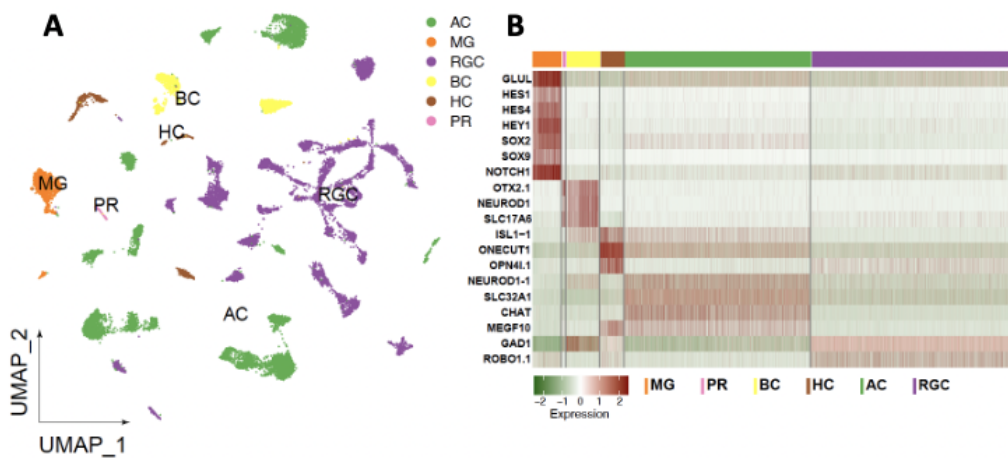 A
AC
MG
RGC
BC
HC
PR
BC
HC
MG
PR
RGC
AC
UMAP_2
UMAP_1
B
GLUL
HES1
HES4
HEY1
SOX2
SOX9
NOTCH1
OTX2.1
NEUROD1
SLC17A6
ISL1-1
ONECUT1
OPN4I.1
NEUROD1-1
SLC32A1
CHAT
MEGF10
GAD1
ROBO1.1
-2 -1 0 1 2
Expression
MG PR BC HC AC RGC